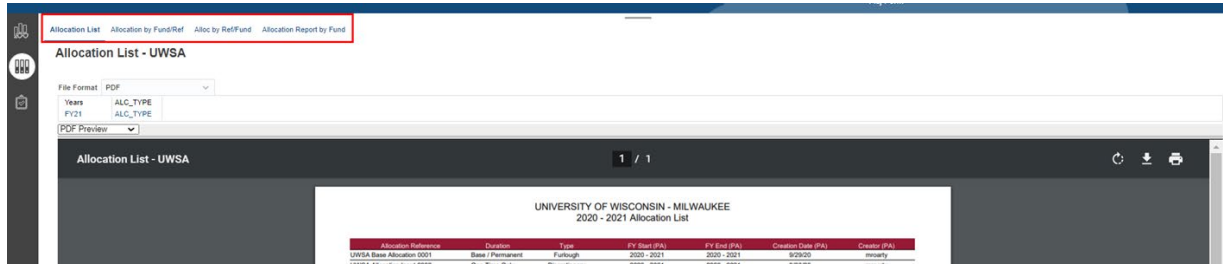 Allocation List Allocation by Fund/Ref Alloc by Ref/Fund Allocation Report by Fund
Allocation List - UWSA
File Format PDF
Years ALC_TYPE
FY21 ALC_TYPE
PDF Preview
Allocation List - UWSA 1 / 1
UNIVERSITY OF WISCONSIN - MILWAUKEE
2020 - 2021 Allocation List
Allocation Reference Duration Type FY Start (PA) FY End (PA) Creation Date (PA) Creator (PA)
UWSA Base Allocation 0001 Base / Permanent Furlough 2020 - 2021 2020 - 2021 9/29/20 mroarty